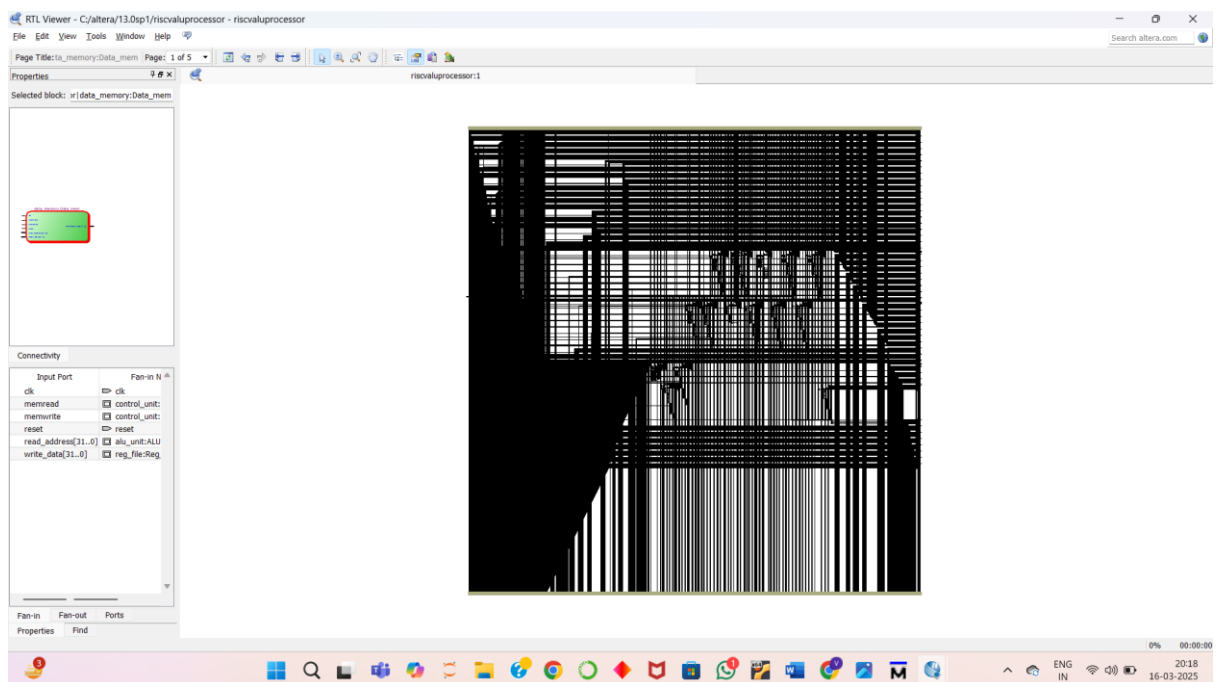 RTL Viewer - C:/altera/13.0sp1/riscvaluprocessor - riscvaluprocessor
File Edit View Tools Window Help
Search altera.com
Page Title: ta_memory:Data_mem Page: 1 of 5
Properties
riscvaluprocessor:1
Selected block: or|data_memory:Data_mem
Connectivity
Input Port Fan-in N
clk clk
memread control_unit:
memwrite control_unit:
reset reset
read_address[31..0] alu_unit:ALU
write_data[31..0] reg_file:Reg_
Fan-in Fan-out Ports
Properties Find
0% 00:00:00
3
1
ENG
IN
20:18
16-03-2025